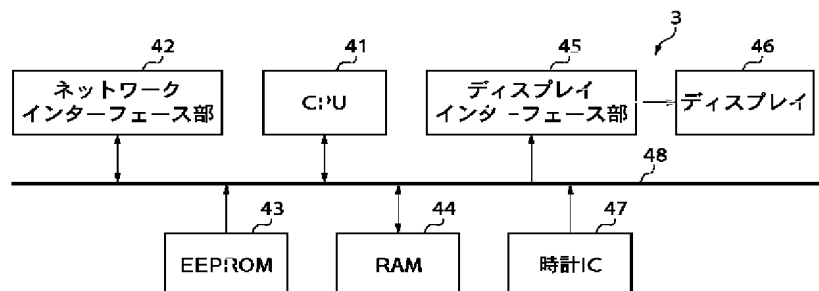 42
41
45
3
46
ネットワーク
インターフェース部
CPU
ディスプレイ
インターフェース部
ディスプレイ
48
43
44
47
EEPROM
RAM
時計IC